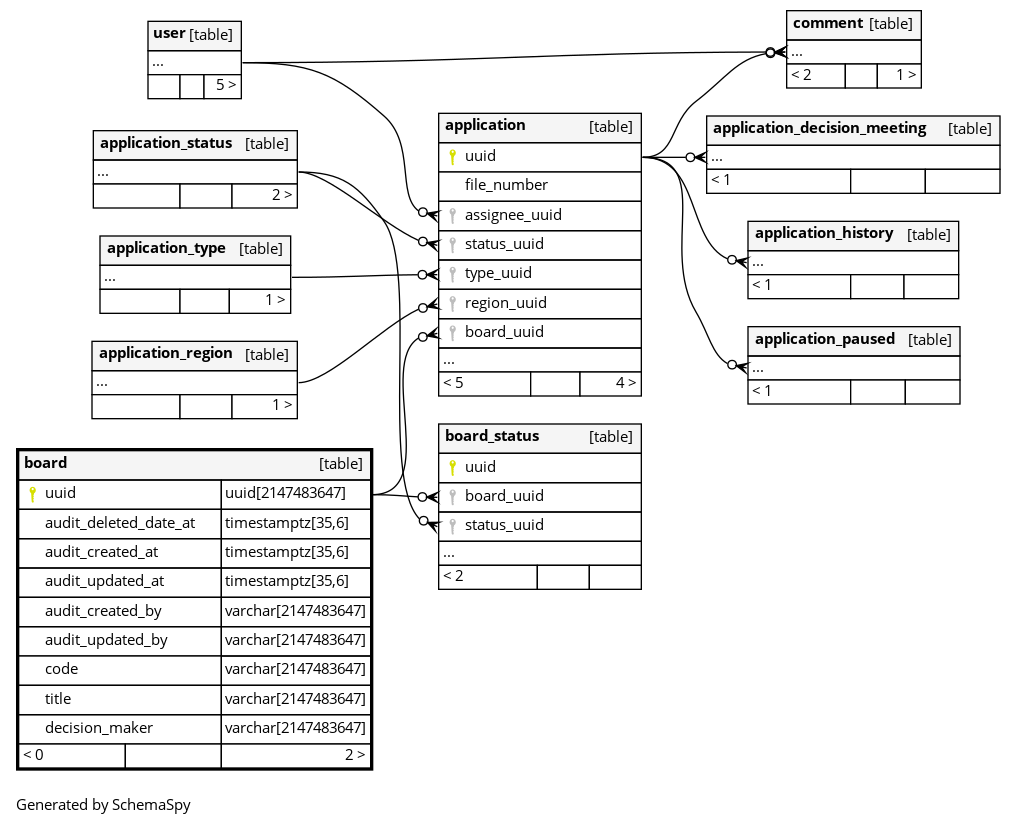 user [table]
...
5 >
application_status [table]
...
2 >
application_type [table]
...
1 >
application_region [table]
...
1 >
board [table]
uuid uuid[2147483647]
audit_deleted_date_at timestamptz[35,6]
audit_created_at timestamptz[35,6]
audit_updated_at timestamptz[35,6]
audit_created_by varchar[2147483647]
audit_updated_by varchar[2147483647]
code varchar[2147483647]
title varchar[2147483647]
decision_maker varchar[2147483647]
< 0 2 >
application [table]
uuid
file_number
assignee_uuid
status_uuid
type_uuid
region_uuid
board_uuid
...
< 5 4 >
board_status [table]
uuid
board_uuid
status_uuid
...
< 2
comment [table]
...
< 2 1 >
application_decision_meeting [table]
...
< 1
application_history [table]
...
< 1
application_paused [table]
...
< 1
Generated by SchemaSpy